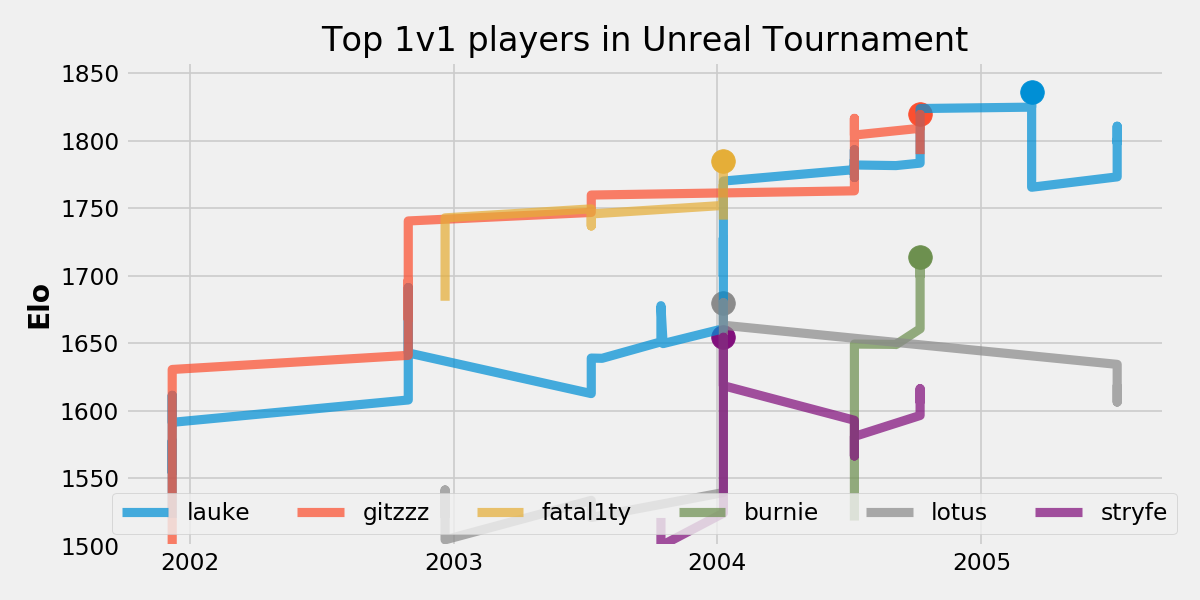 Top 1v1 players in Unreal Tournament
Elo
1850
1800
1750
1700
1650
1600
1550
1500
lauke gitzzz fatal1ty burnie lotus stryfe
2002 2003 2004 2005